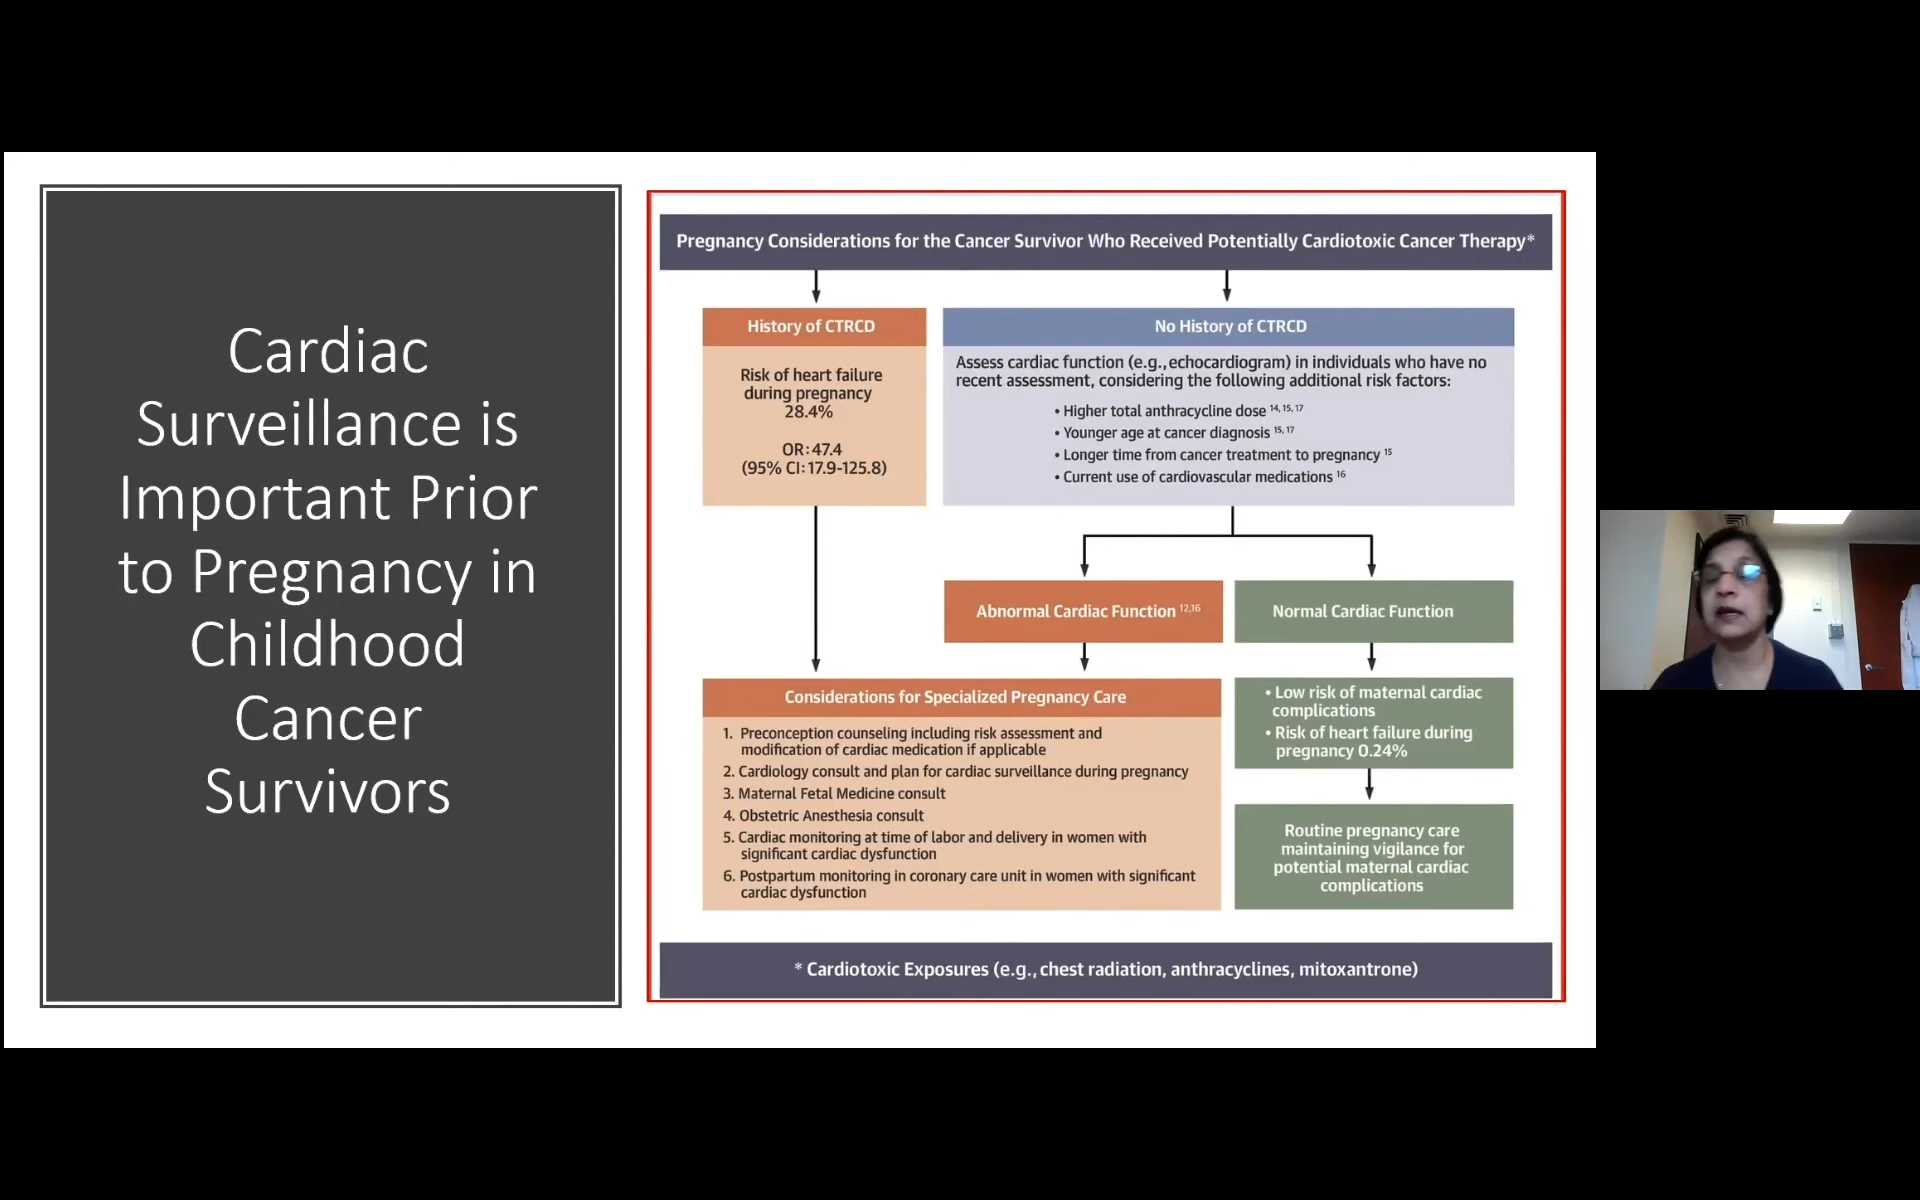 Cardiac
Surveillance is
Important Prior
to Pregnancy in
Childhood
Cancer
Survivors
Pregnancy Considerations for the Cancer Survivor Who Received Potentially Cardiotoxic Cancer Therapy*
History of CTRCD
Risk of heart failure
during pregnancy
28.4%
OR: 47.4
(95% CI: 17.9-125.8)
No History of CTRCD
Assess cardiac function (e.g., echocardiogram) in individuals who have no
recent assessment, considering the following additional risk factors:
• Higher total anthracycline dose 14, 15, 17
• Younger age at cancer diagnosis 15, 17
• Longer time from cancer treatment to pregnancy 15
• Current use of cardiovascular medications 16
Abnormal Cardiac Function 12,16
Normal Cardiac Function
Considerations for Specialized Pregnancy Care
1. Preconception counseling including risk assessment and
modification of cardiac medication if applicable
2. Cardiology consult and plan for cardiac surveillance during pregnancy
3. Maternal Fetal Medicine consult
4. Obstetric Anesthesia consult
5. Cardiac monitoring at time of labor and delivery in women with
significant cardiac dysfunction
6. Postpartum monitoring in coronary care unit in women with significant
cardiac dysfunction
• Low risk of maternal cardiac
complications
• Risk of heart failure during
pregnancy 0.24%
Routine pregnancy care
maintaining vigilance for
potential maternal cardiac
complications
* Cardiotoxic Exposures (e.g., chest radiation, anthracyclines, mitoxantrone)